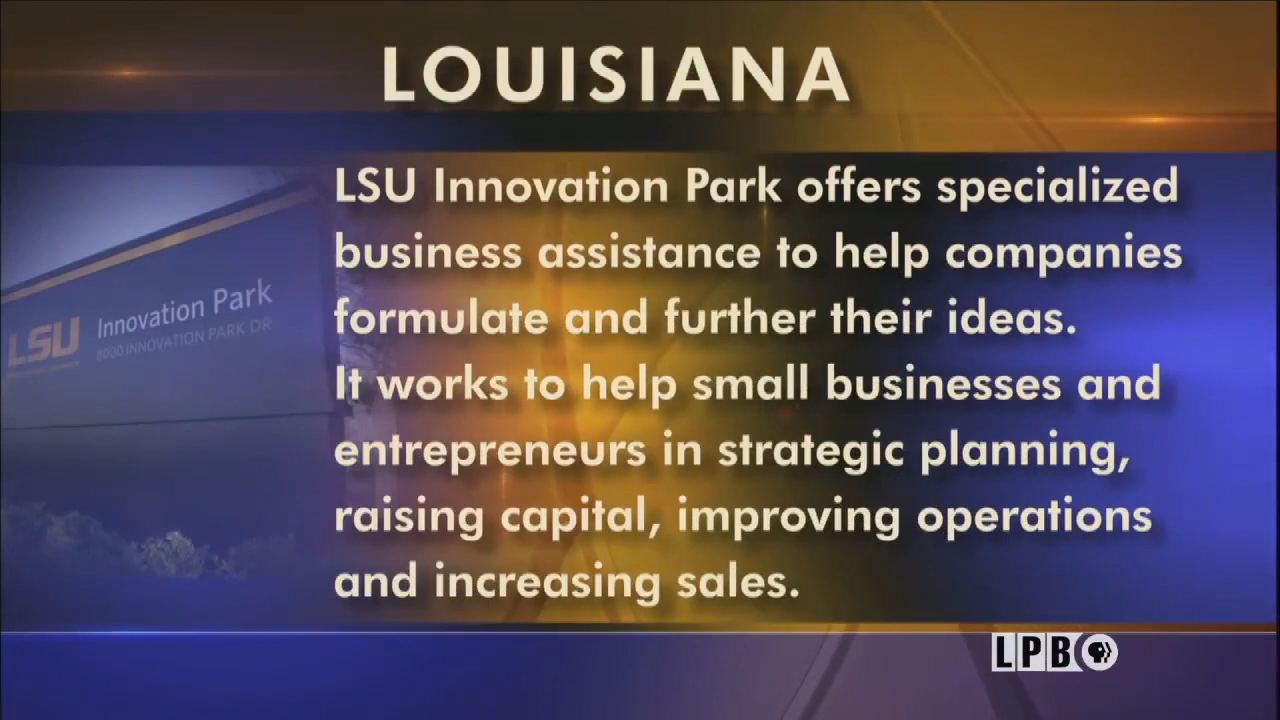 LOUISIANA
LSU Innovation Park offers specialized
business assistance to help companies
formulate and further their ideas.
It works to help small businesses and
entrepreneurs in strategic planning,
raising capital, improving operations
and increasing sales.
LSU Innovation Park
8000 INNOVATION PARK DR
LPB